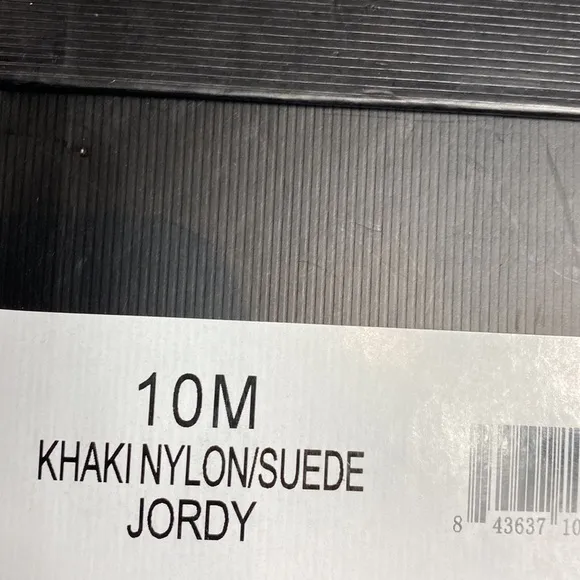 10M
KHAKI NYLON/SUEDE
JORDY
8 43637 10